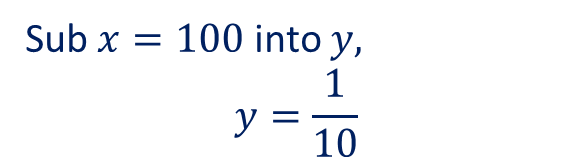 Sub x = 100 into y,
y = 1/10